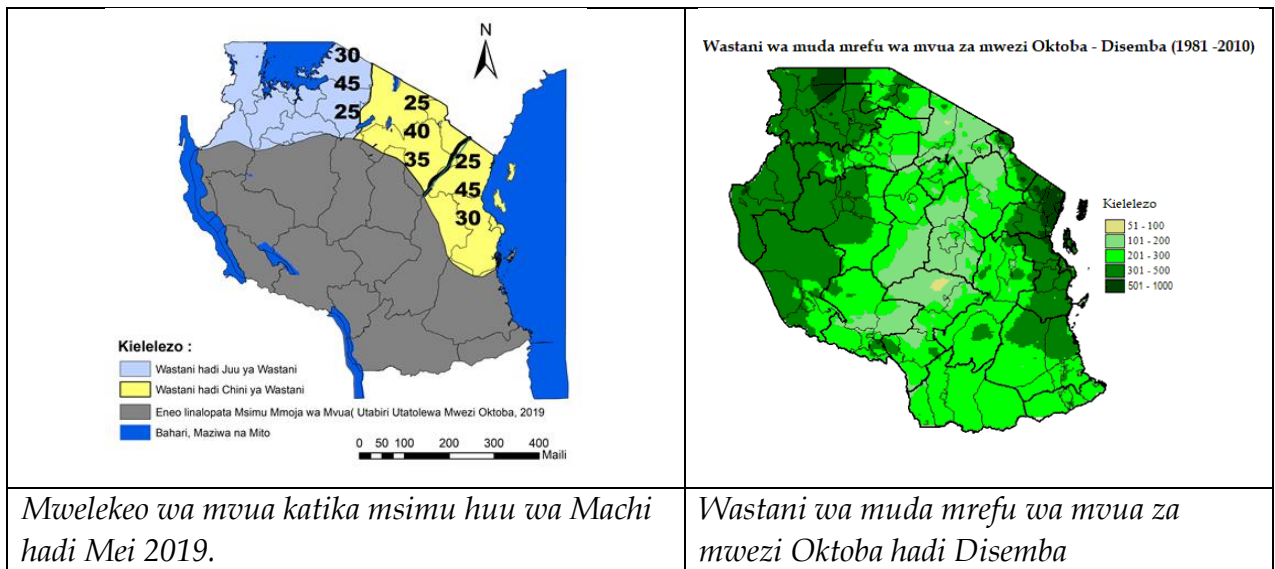 N
30
45
25
25
40
35
25
45
30
Kielelezo :
Wastani hadi Juu ya Wastani
Wastani hadi Chini ya Wastani
Eneo linalopata Msimu Mmoja wa Mvua( Utabiri Utatolewa Mwezi Oktoba, 2019
Bahari, Maziwa na Mito
0 50 100 200 300 400
Maili
Wastani wa muda mrefu wa mvua za mwezi Oktoba - Disemba (1981 -2010)
Kielelezo
51 - 100
101 - 200
201 - 300
301 - 500
501 - 1000
Mwelekeo wa mvua katika msimu huu wa Machi
hadi Mei 2019.
Wastani wa muda mrefu wa mvua za
mwezi Oktoba hadi Disemba